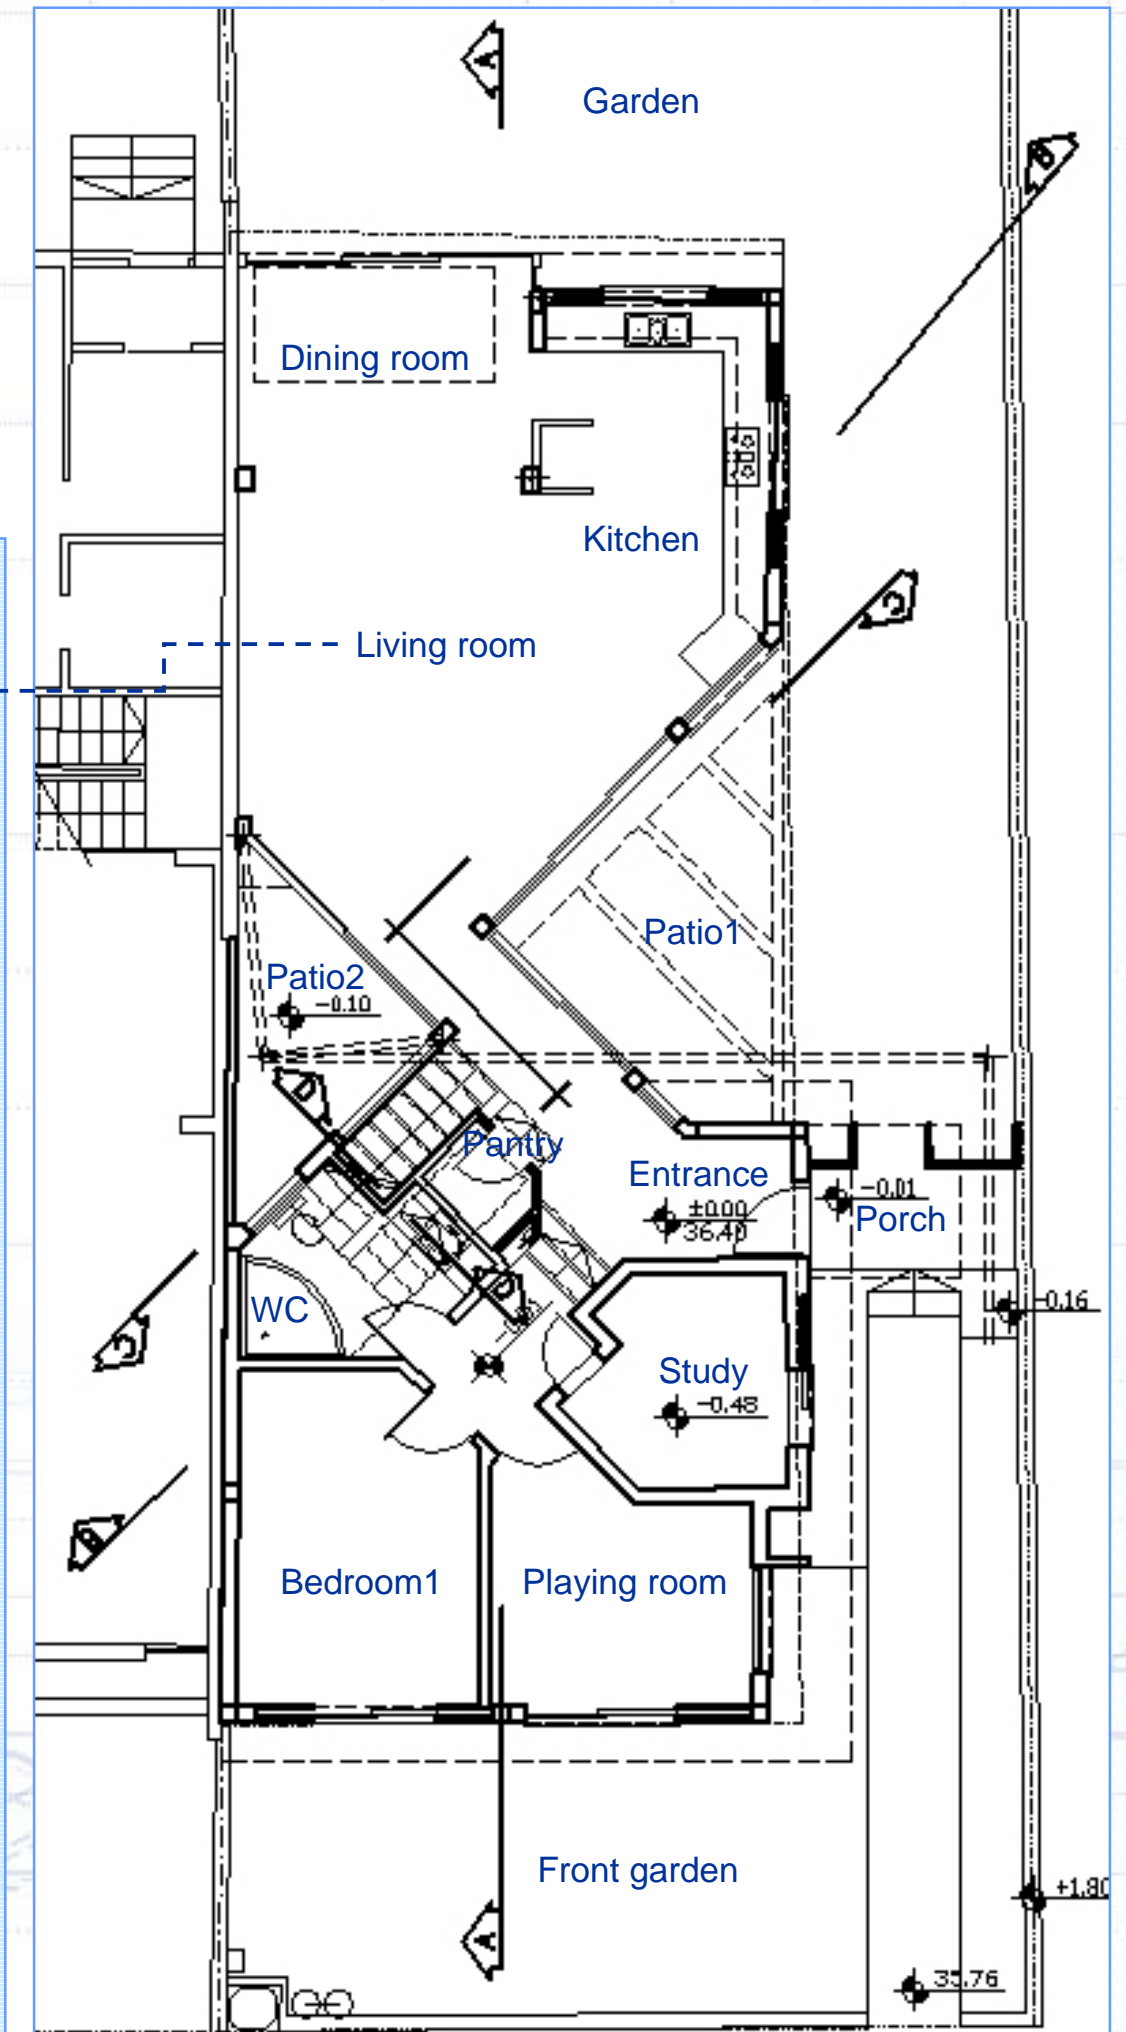 A
Garden
B
Dining room
Kitchen
C
Living room
Patio1
Patio2
-0.10
D
Pantry
Entrance
±0.00
36.40
-0.01
Porch
D
WC
-0.16
C
Study
-0.48
B
Bedroom1
Playing room
Front garden
+1.80
A
35.76